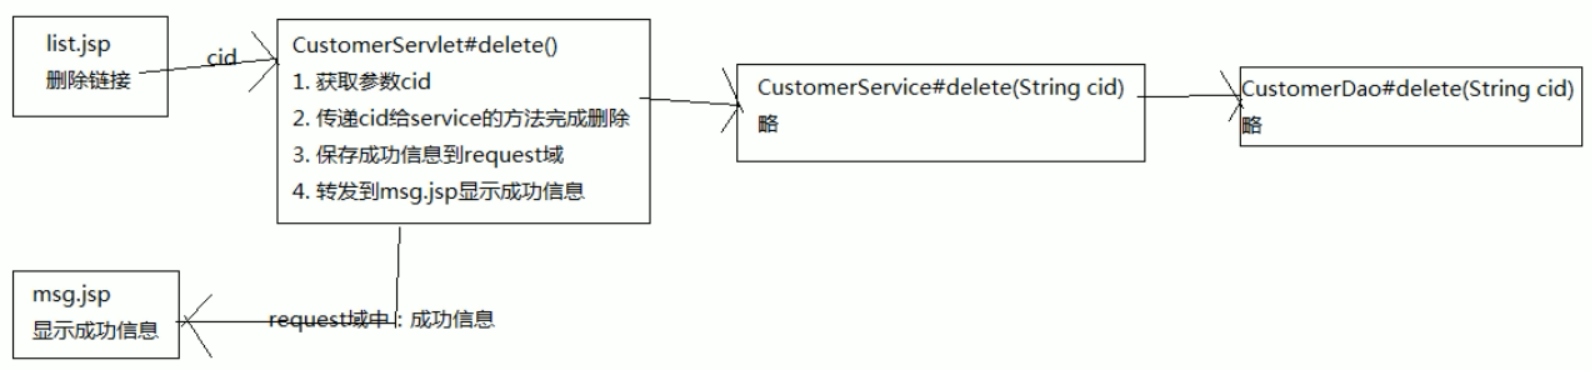 list.jsp
删除链接
cid
CustomerServlet#delete()
1. 获取参数cid
2. 传递cid给service的方法完成删除
3. 保存成功信息到request域
4. 转发到msg.jsp显示成功信息
CustomerService#delete(String cid)
略
CustomerDao#delete(String cid)
略
msg.jsp
显示成功信息
request域中：成功信息